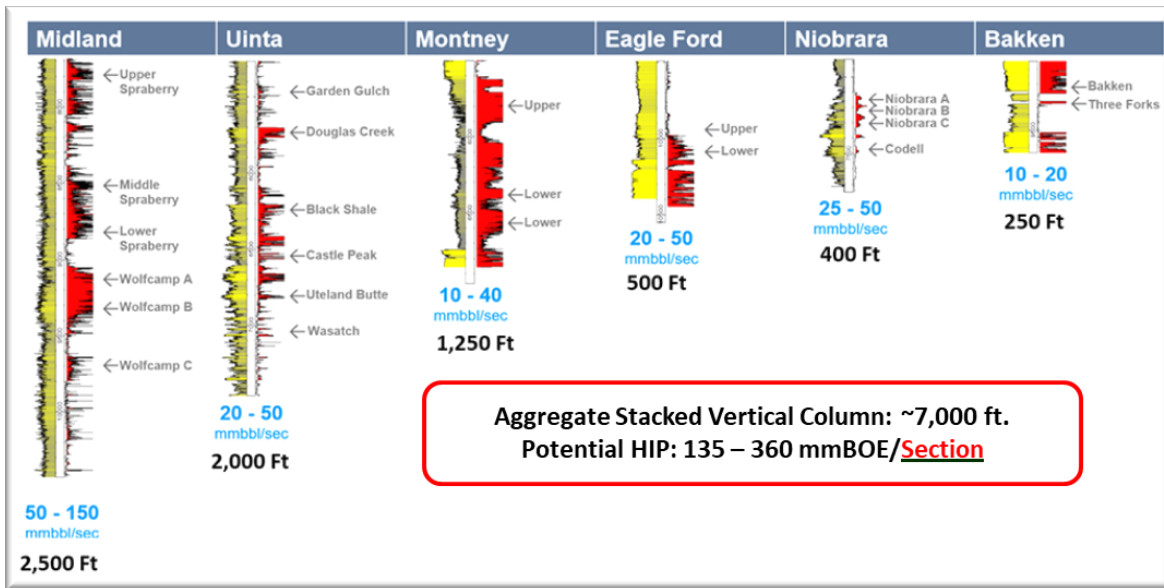 Midland
Uinta
Montney
Eagle Ford
Niobrara
Bakken
Upper
Spraberry
Middle
Spraberry
Lower
Spraberry
Wolfcamp A
Wolfcamp B
Wolfcamp C
50 - 150
mmbbl/sec
2,500 Ft
Garden Gulch
Douglas Creek
Black Shale
Castle Peak
Uteland Butte
Wasatch
20 - 50
mmbbl/sec
2,000 Ft
Upper
Lower
Lower
10 - 40
mmbbl/sec
1,250 Ft
Upper
Lower
20 - 50
mmbbl/sec
500 Ft
Niobrara A
Niobrara B
Niobrara C
Codell
25 - 50
mmbbl/sec
400 Ft
Bakken
Three Forks
10 - 20
mmbbl/sec
250 Ft
Aggregate Stacked Vertical Column: ~7,000 ft.
Potential HIP: 135 – 360 mmBOE/Section